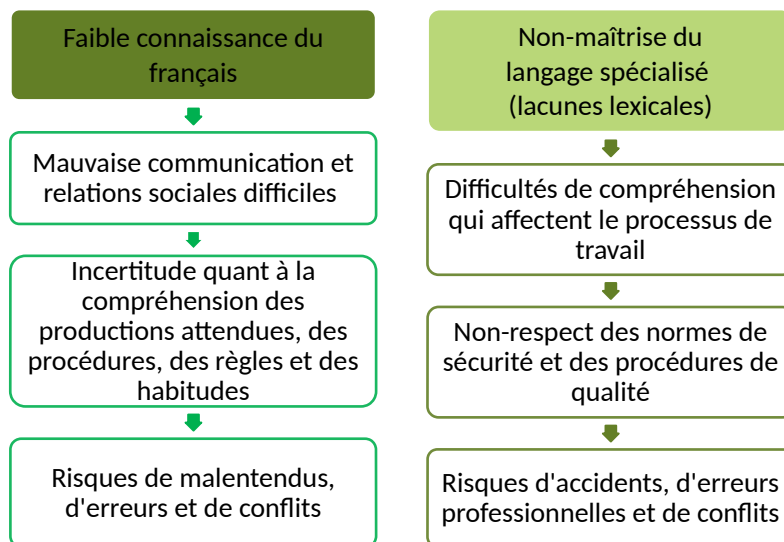 Faible connaissance du
français
Mauvaise communication et
relations sociales difficiles
Incertitude quant à la
compréhension des
productions attendues, des
procédures, des règles et des
habitudes
Risques de malentendus,
d'erreurs et de conflits
Non-maîtrise du
langage spécialisé
(lacunes lexicales)
Difficultés de compréhension
qui affectent le processus de
travail
Non-respect des normes de
sécurité et des procédures de
qualité
Risques d'accidents, d'erreurs
professionnelles et de conflits